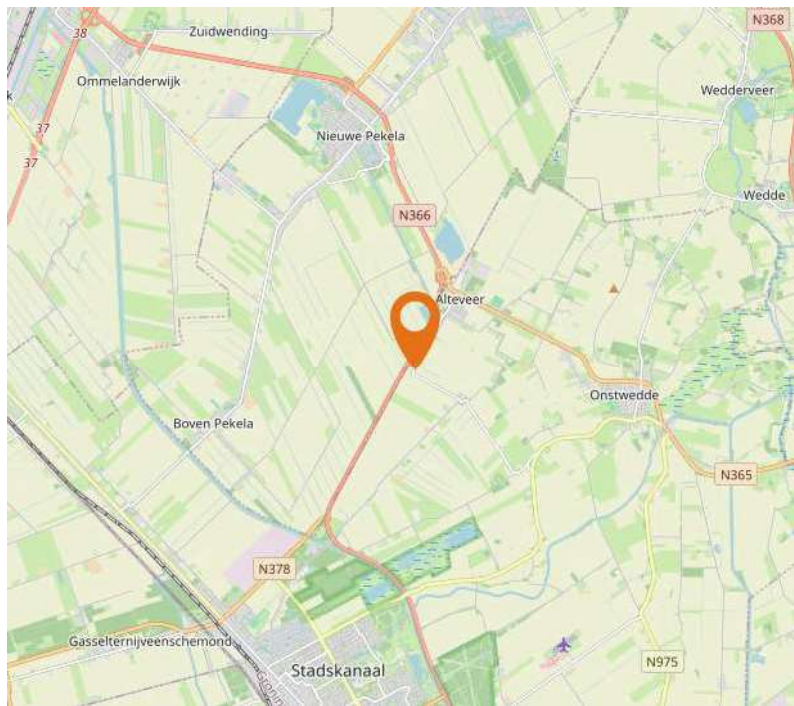 N368
38
Zuidwending
Ommelanderwijk
Wedderveer
k
37
Nieuwe Pekela
37
Wedde
N366
Alteveer
Onstwedde
Boven Pekela
N365
N378
Gasselternijveenschemond
Stadskanaal
N975